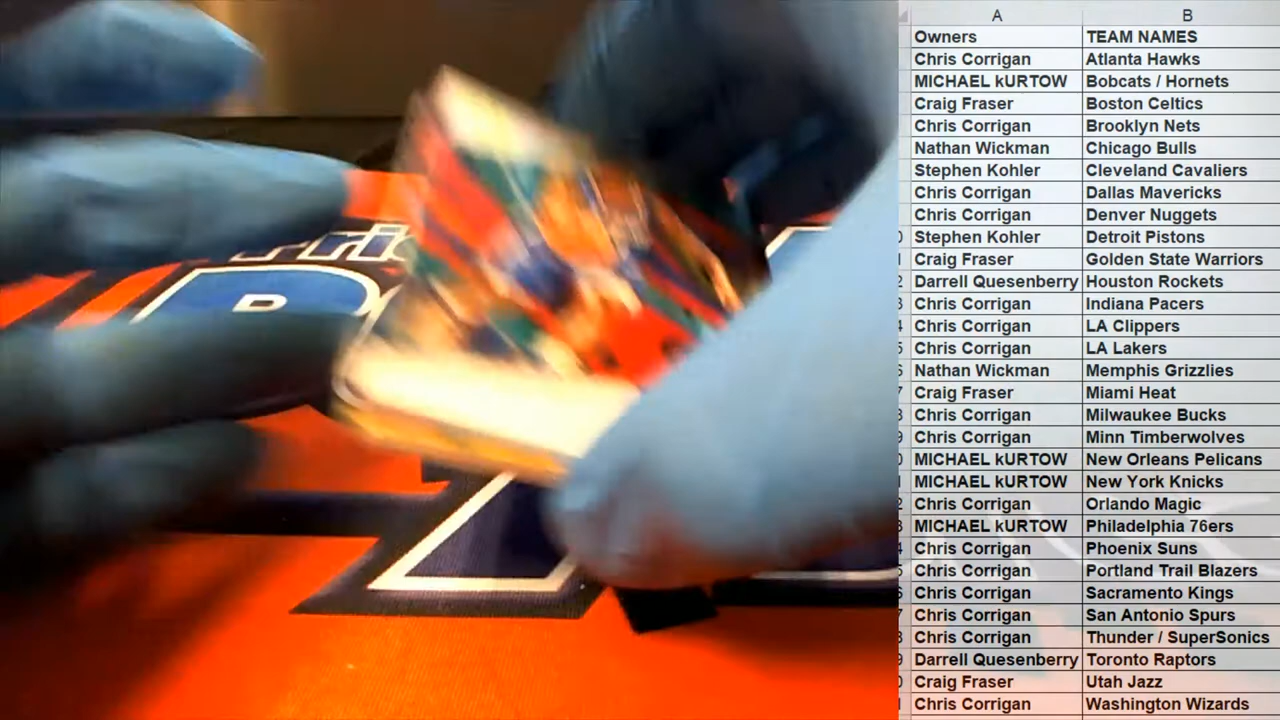 A B
Owners TEAM NAMES
Chris Corrigan Atlanta Hawks
MICHAEL kURTOW Bobcats / Hornets
Craig Fraser Boston Celtics
Chris Corrigan Brooklyn Nets
Nathan Wickman Chicago Bulls
Stephen Kohler Cleveland Cavaliers
Chris Corrigan Dallas Mavericks
Chris Corrigan Denver Nuggets
Stephen Kohler Detroit Pistons
Craig Fraser Golden State Warriors
Darrell Quesenberry Houston Rockets
Chris Corrigan Indiana Pacers
Chris Corrigan LA Clippers
Chris Corrigan LA Lakers
Nathan Wickman Memphis Grizzlies
Craig Fraser Miami Heat
Chris Corrigan Milwaukee Bucks
Chris Corrigan Minn Timberwolves
MICHAEL kURTOW New Orleans Pelicans
MICHAEL kURTOW New York Knicks
Chris Corrigan Orlando Magic
MICHAEL kURTOW Philadelphia 76ers
Chris Corrigan Phoenix Suns
Chris Corrigan Portland Trail Blazers
Chris Corrigan Sacramento Kings
Chris Corrigan San Antonio Spurs
Chris Corrigan Thunder / SuperSonics
Darrell Quesenberry Toronto Raptors
Craig Fraser Utah Jazz
Chris Corrigan Washington Wizards